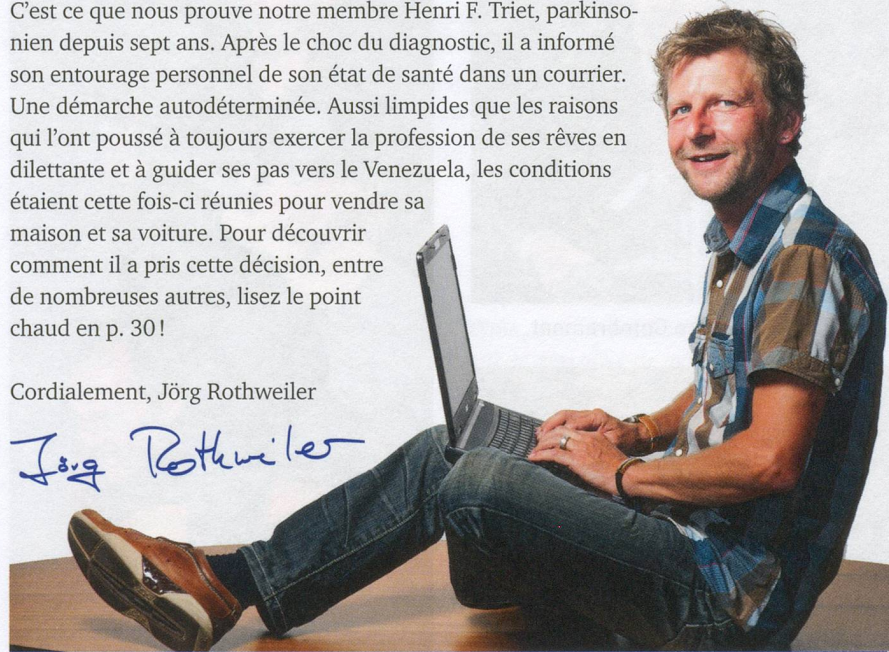 C’est ce que nous prouve notre membre Henri F. Triet, parkinso-
nien depuis sept ans. Après le choc du diagnostic, il a informé
son entourage personnel de son état de santé dans un courrier.
Une démarche autodéterminée. Aussi limpides que les raisons
qui l’ont poussé à toujours exercer la profession de ses rêves en
dilettante et à guider ses pas vers le Venezuela, les conditions
étaient cette fois-ci réunies pour vendre sa
maison et sa voiture. Pour découvrir
comment il a pris cette décision, entre
de nombreuses autres, lisez le point
chaud en p. 30 !
Cordialement, Jörg Rothweiler
Jörg Rothweiler